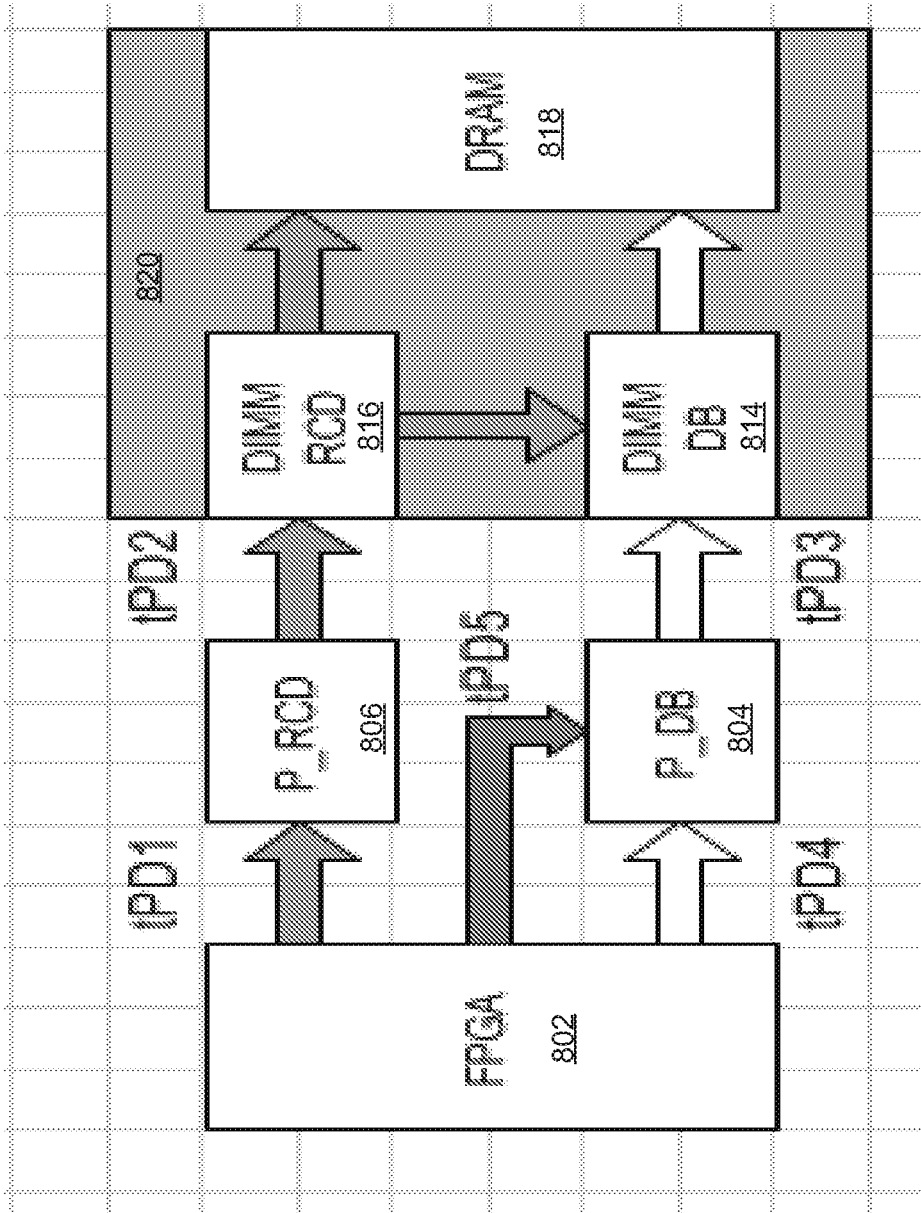 tPD1
tPD2
820
P_RCD
806
DIMM
RCD
816
FPGA
802
tPD5
DRAM
818
P_DB
804
DIMM
DB
814
tPD4
tPD3